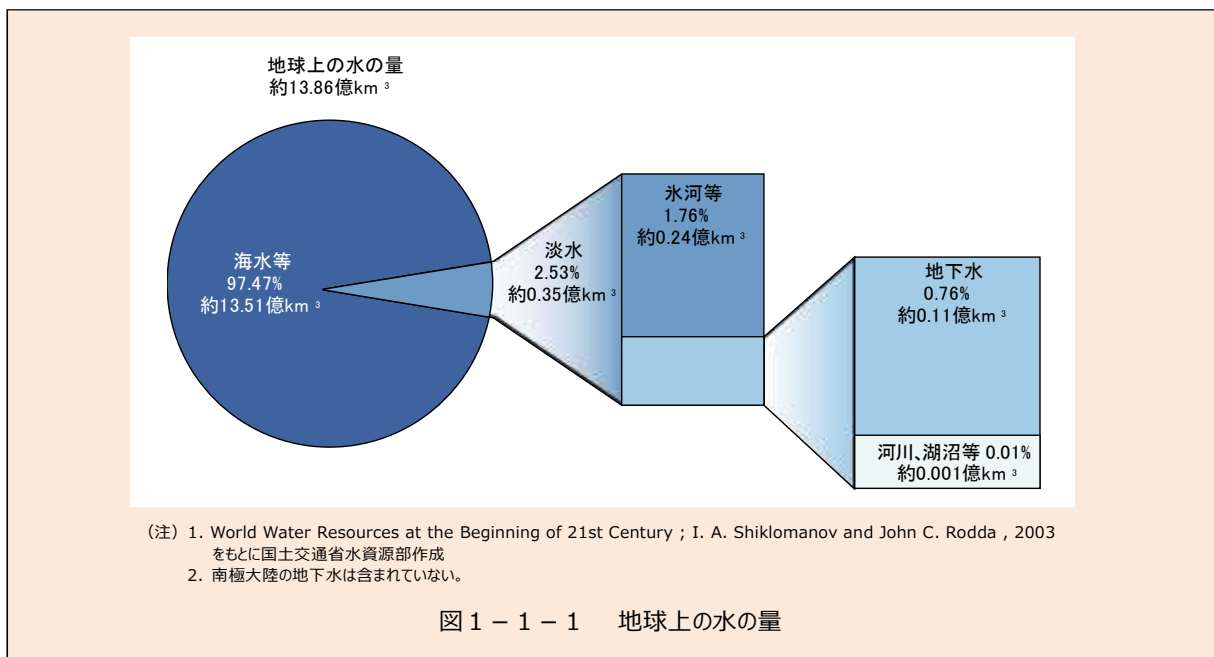 地球上の水の量
約13.86億km³
海水等
97.47%
約13.51億km³
淡水
2.53%
約0.35億km³
氷河等
1.76%
約0.24億km³
地下水
0.76%
約0.11億km³
河川、湖沼等 0.01%
約0.001億km³
（注）1. World Water Resources at the Beginning of 21st Century ; I. A. Shiklomanov and John C. Rodda , 2003
をもとに国土交通省水資源部作成
2. 南極大陸の地下水は含まれていない。
図１－１－１　地球上の水の量